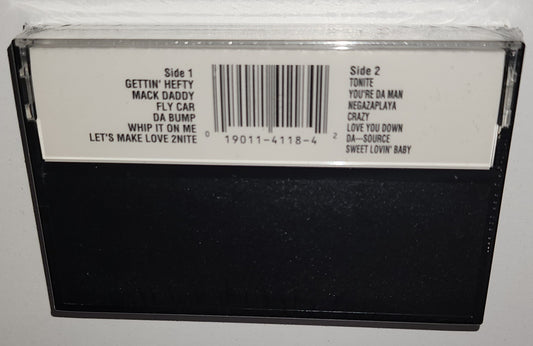 Side 1
GETTIN' HEFTY
MACK DADDY
FLY CAR
DA BUMP
WHIP IT ON ME
LET'S MAKE LOVE 2NITE
0 19011-4118-4 2
Side 2
TONITE
YOU'RE DA MAN
NEGAZAPLAYA
CRAZY
LOVE YOU DOWN
DA---SOURCE
SWEET LOVIN' BABY